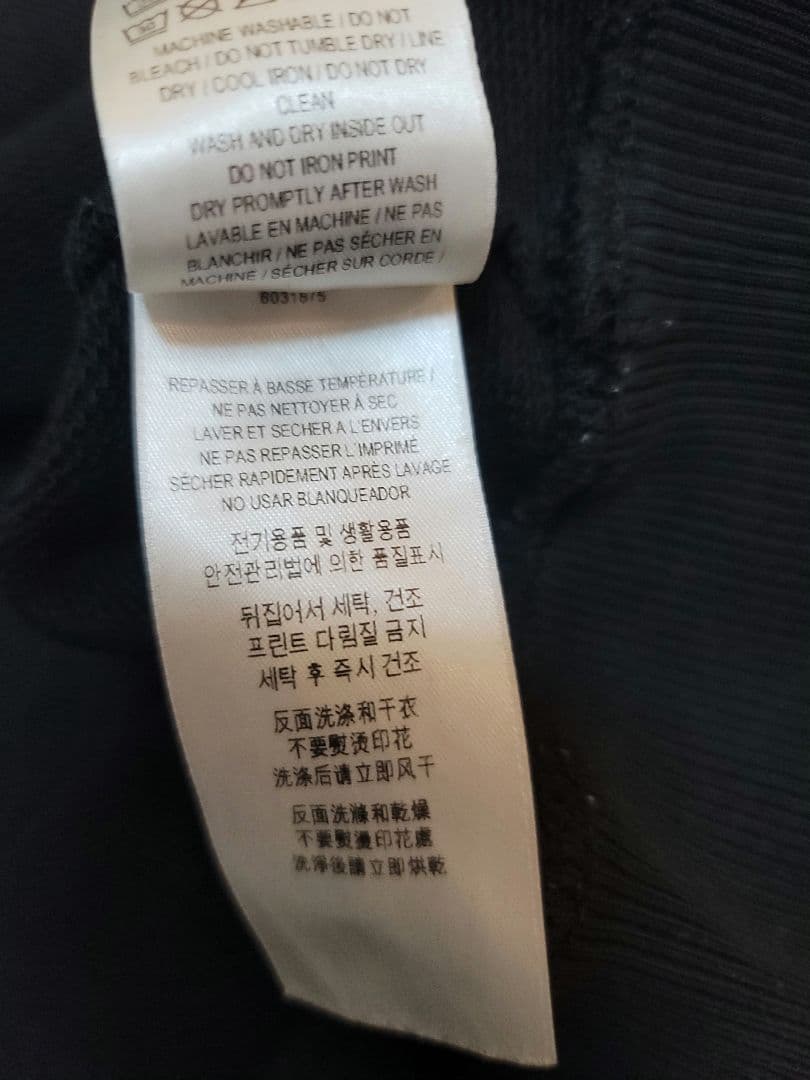 30
MACHINE WASHABLE / DO NOT
BLEACH / DO NOT TUMBLE DRY / LINE
DRY / COOL IRON / DO NOT DRY
CLEAN
WASH AND DRY INSIDE OUT
DO NOT IRON PRINT
DRY PROMPTLY AFTER WASH
LAVABLE EN MACHINE / NE PAS
BLANCHIR / NE PAS SÉCHER EN
MACHINE / SÉCHER SUR CORDE /
REPASSER À BASSE TEMPÉRATURE /
NE PAS NETTOYER À SEC
LAVER ET SECHER A L'ENVERS
NE PAS REPASSER L'IMPRIMÉ
SÉCHER RAPIDEMENT APRÈS LAVAGE
NO USAR BLANQUEADOR
전기용품 및 생활용품
안전관리법에 의한 품질표시
뒤집어서 세탁, 건조
프린트 다림질 금지
세탁 후 즉시 건조
反面洗涤和干衣
不要熨烫印花
洗涤后请立即风干
反面洗滌和乾燥
不要熨燙印花處
洗淨後請立即烘乾